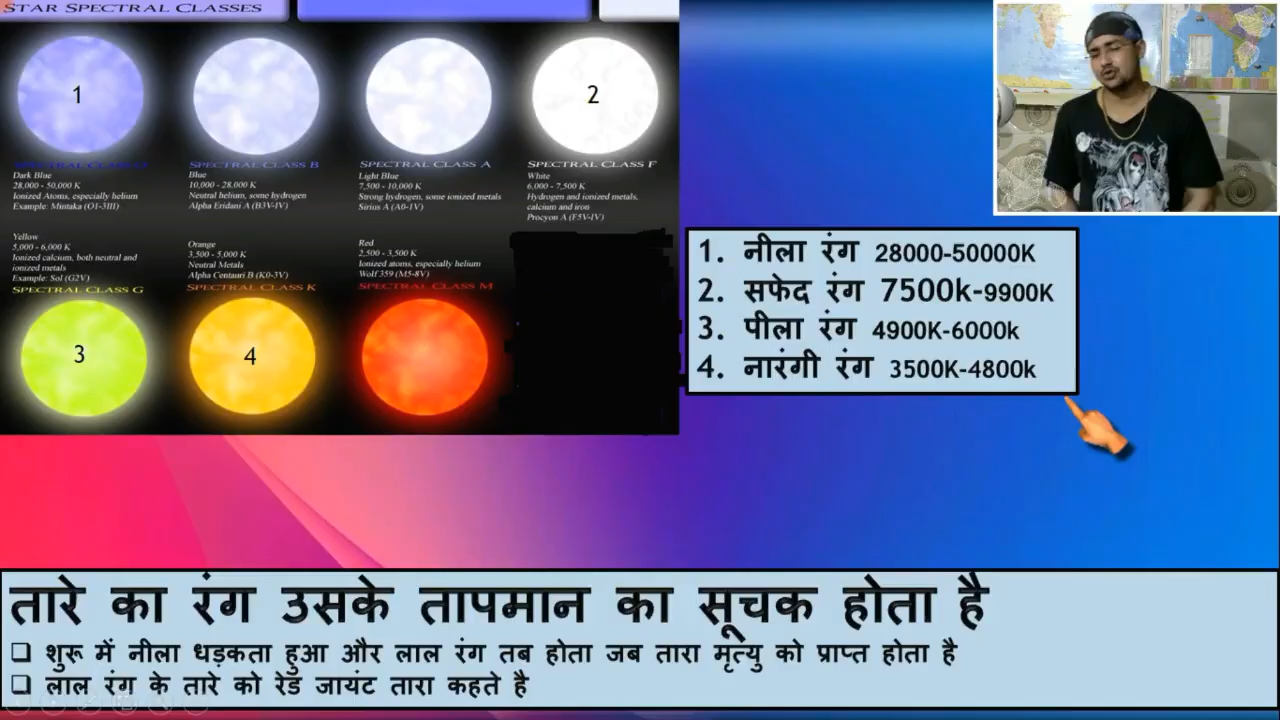 STAR SPECTRAL CLASSES
1
2
SPECTRAL CLASS O
Dark Blue
28,000 - 50,000 K
Ionized Atoms, especially helium
Example: Mintaka (O1-3III)
SPECTRAL CLASS B
Blue
10,000 - 28,000 K
Neutral helium, some hydrogen
Alpha Eridani A (B3V-IV)
SPECTRAL CLASS A
Light Blue
7,500 - 10,000 K
Strong hydrogen, some ionized metals
Sirius A (A0-1V)
SPECTRAL CLASS F
White
6,000 - 7,500 K
Hydrogen and ionized metals,
calcium and iron
Procyon A (F5V-IV)
Yellow
5,000 - 6,000 K
Ionized calcium, both neutral and
ionized metals
Example: Sol (G2V)
SPECTRAL CLASS G
3
Orange
3,500 - 5,000 K
Neutral Metals
Alpha Centauri B (K0-3V)
SPECTRAL CLASS K
4
Red
2,500 - 3,500 K
Ionized atoms, especially helium
Wolf 359 (M5-8V)
SPECTRAL CLASS M
1. नीला रंग 28000-50000K
2. सफेद रंग 7500k-9900K
3. पीला रंग 4900K-6000k
4. नारंगी रंग 3500K-4800k
तारे का रंग उसके तापमान का सूचक होता है
❑ शुरू में नीला धड़कता हुआ और लाल रंग तब होता जब तारा मृत्यु को प्राप्त होता है
❑ लाल रंग के तारे को रेड जायंट तारा कहते है